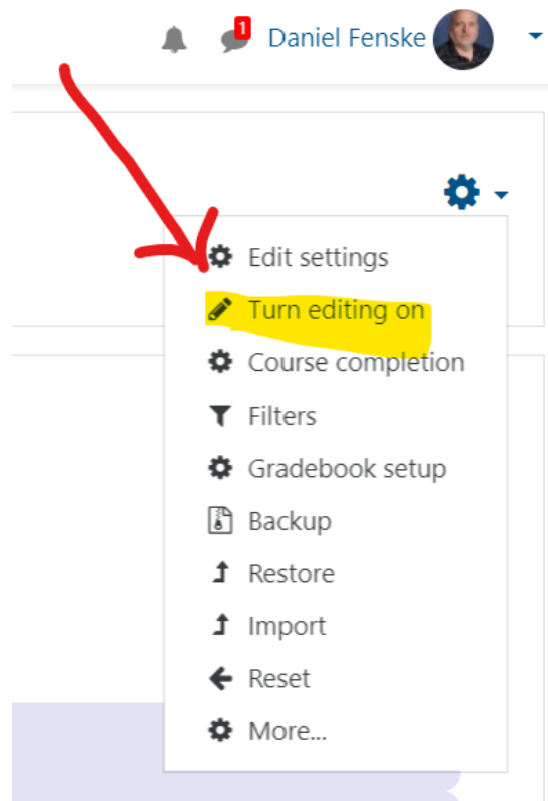 1
Daniel Fenske
Edit settings
Turn editing on
Course completion
Filters
Gradebook setup
Backup
Restore
Import
Reset
More...